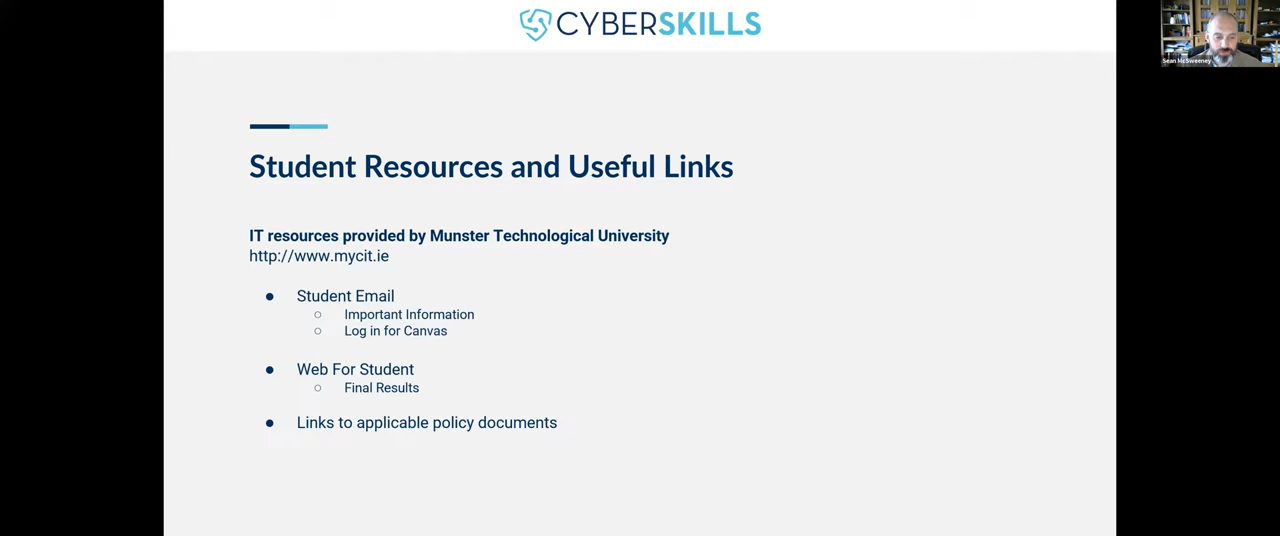 CYBERSKILLS
Sean McSweeney
Student Resources and Useful Links
IT resources provided by Munster Technological University
http://www.mycit.ie
● Student Email
○ Important Information
○ Log in for Canvas
● Web For Student
○ Final Results
● Links to applicable policy documents